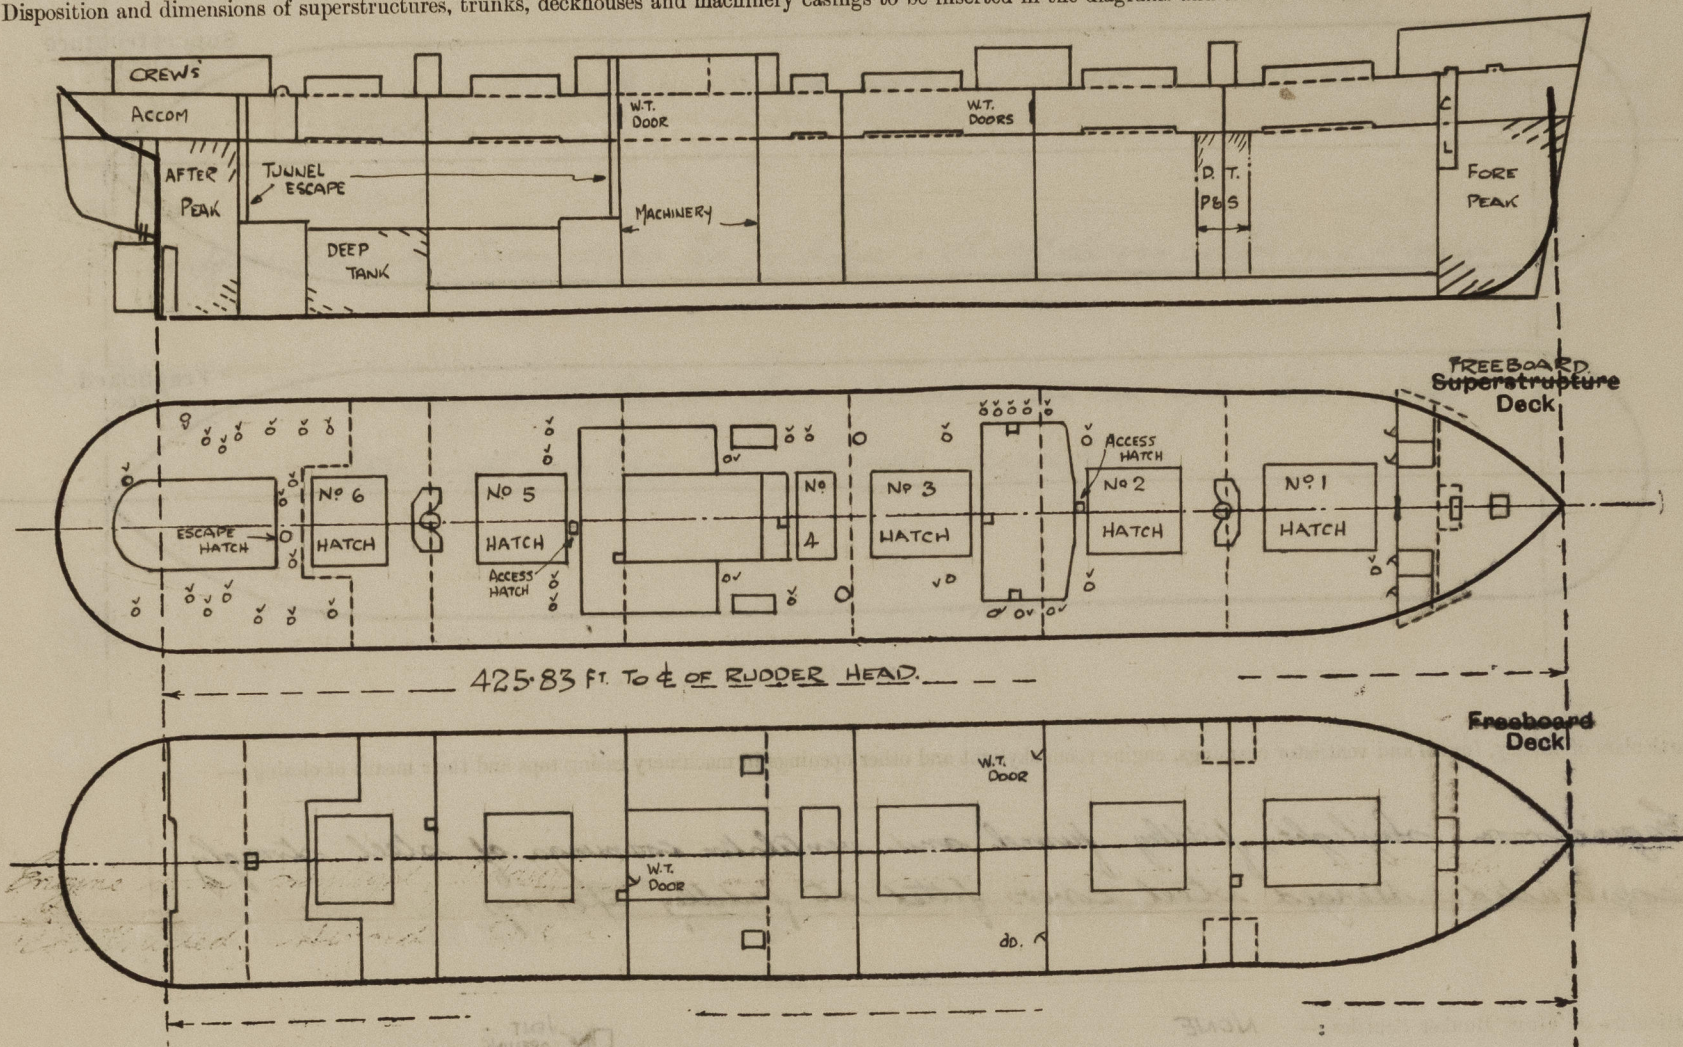 Disposition and dimensions of superstructures, trunks, deckhouses and machinery casings to be inserted in the diagrams
CREWS'
ACCOM
AFTER
PEAK
TUNNEL
ESCAPE
DEEP
TANK
W.T.
DOOR
MACHINERY
W.T.
DOORS
D. T.
P&S
C
L
FORE
PEAK
FREEBOARD.
Superstructure
Deck
ESCAPE
HATCH
No 6
HATCH
No 5
HATCH
ACCESS
HATCH
No
4
No 3
HATCH
ACCESS
HATCH
No 2
HATCH
No 1
HATCH
425.83 FT. TO ℄ OF RUDDER HEAD.
Freeboard
Deck
W.T.
DOOR
W.T.
DOOR
do.